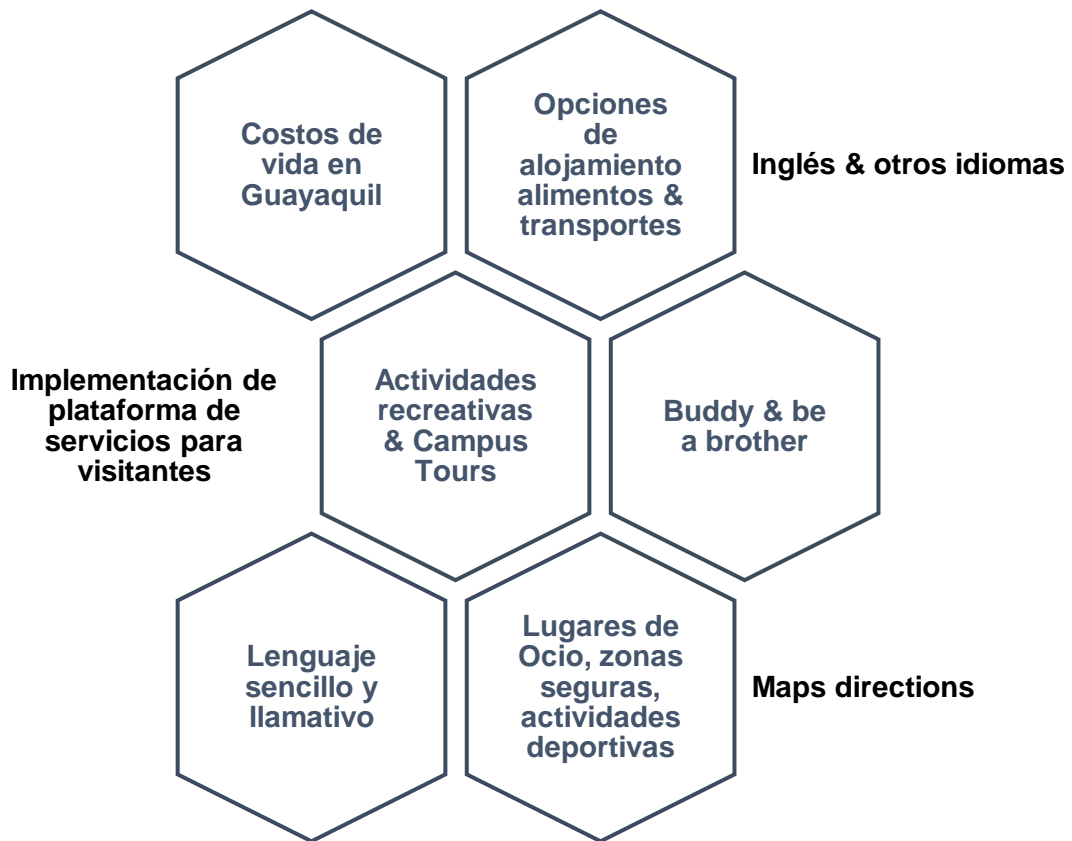 Costos de
vida en
Guayaquil
Opciones
de
alojamiento
alimentos &
transportes
Inglés & otros idiomas
Implementación de
plataforma de
servicios para
visitantes
Actividades
recreativas
& Campus
Tours
Buddy & be
a brother
Lenguaje
sencillo y
llamativo
Lugares de
Ocio, zonas
seguras,
actividades
deportivas
Maps directions